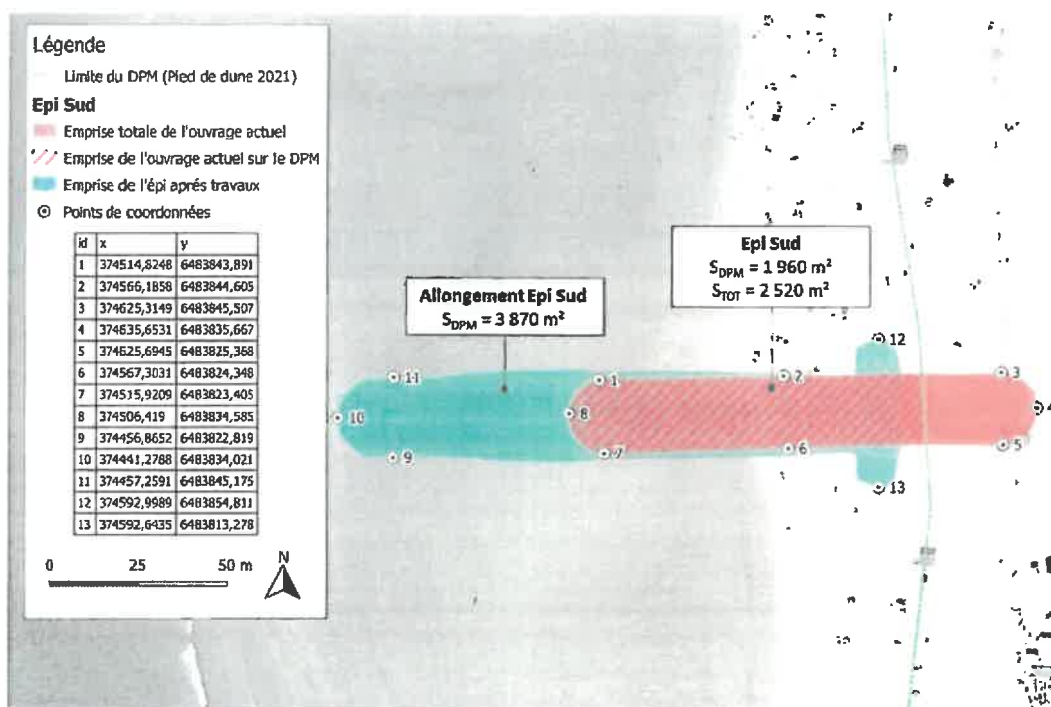 Légende
Limite du DPM (Pied de dune 2021)
Epi Sud
Emprise totale de l'ouvrage actuel
Emprise de l'ouvrage actuel sur le DPM
Emprise de l'épi aprés travaux
Points de coordonnées
id x y
1 374514,8248 6483843,891
2 374566,1858 6483844,605
3 374625,3149 6483845,507
4 374635,6531 6483835,667
5 374625,6945 6483825,368
6 374567,3031 6483824,348
7 374515,9209 6483823,405
8 374506,419 6483834,585
9 374456,8652 6483822,819
10 374441,2788 6483834,021
11 374457,2591 6483845,175
12 374592,9989 6483854,811
13 374592,6435 6483813,278
0 25 50 m
N
Allongement Epi Sud
S_DPM = 3 870 m²
Epi Sud
S_DPM = 1 960 m²
S_TOT = 2 520 m²
12
11
1
2
3
10
8
4
9
7
6
5
13